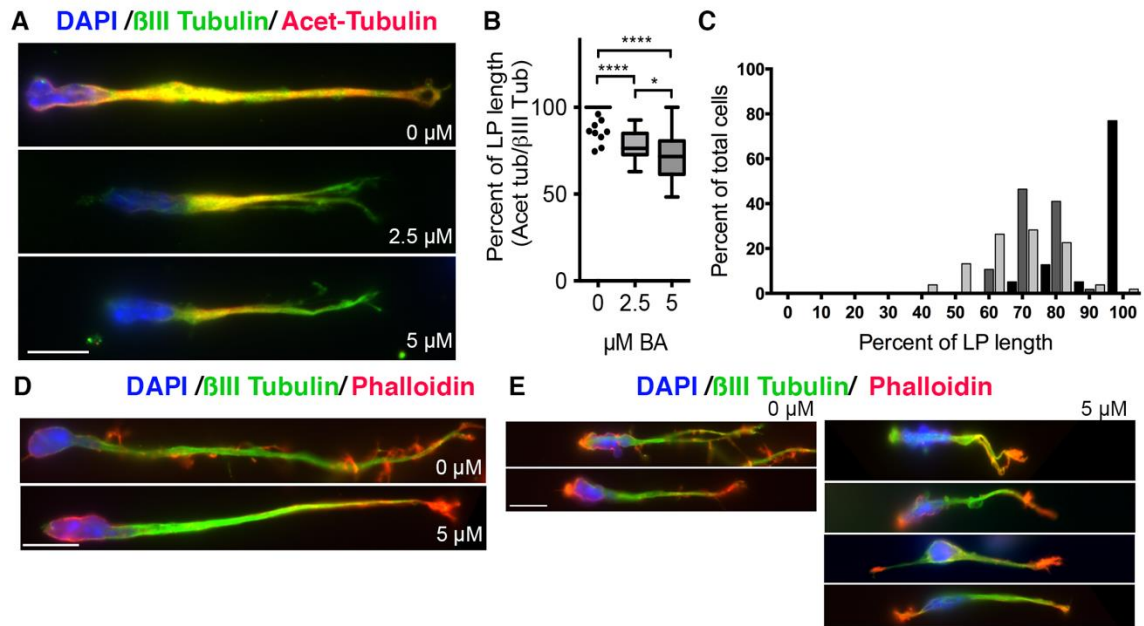 A
DAPI /ßIII Tubulin/ Acet-Tubulin
0 µM
2.5 µM
5 µM
B
Percent of LP length
(Acet tub/βIII Tub)
100
50
0
****
****
*
0 2.5 5
µM BA
C
Percent of total cells
100
80
60
40
20
0
0 10 20 30 40 50 60 70 80 90 100
Percent of LP length
D
DAPI /ßIII Tubulin/ Phalloidin
0 µM
5 µM
E
DAPI /ßIII Tubulin/ Phalloidin
0 µM
5 µM